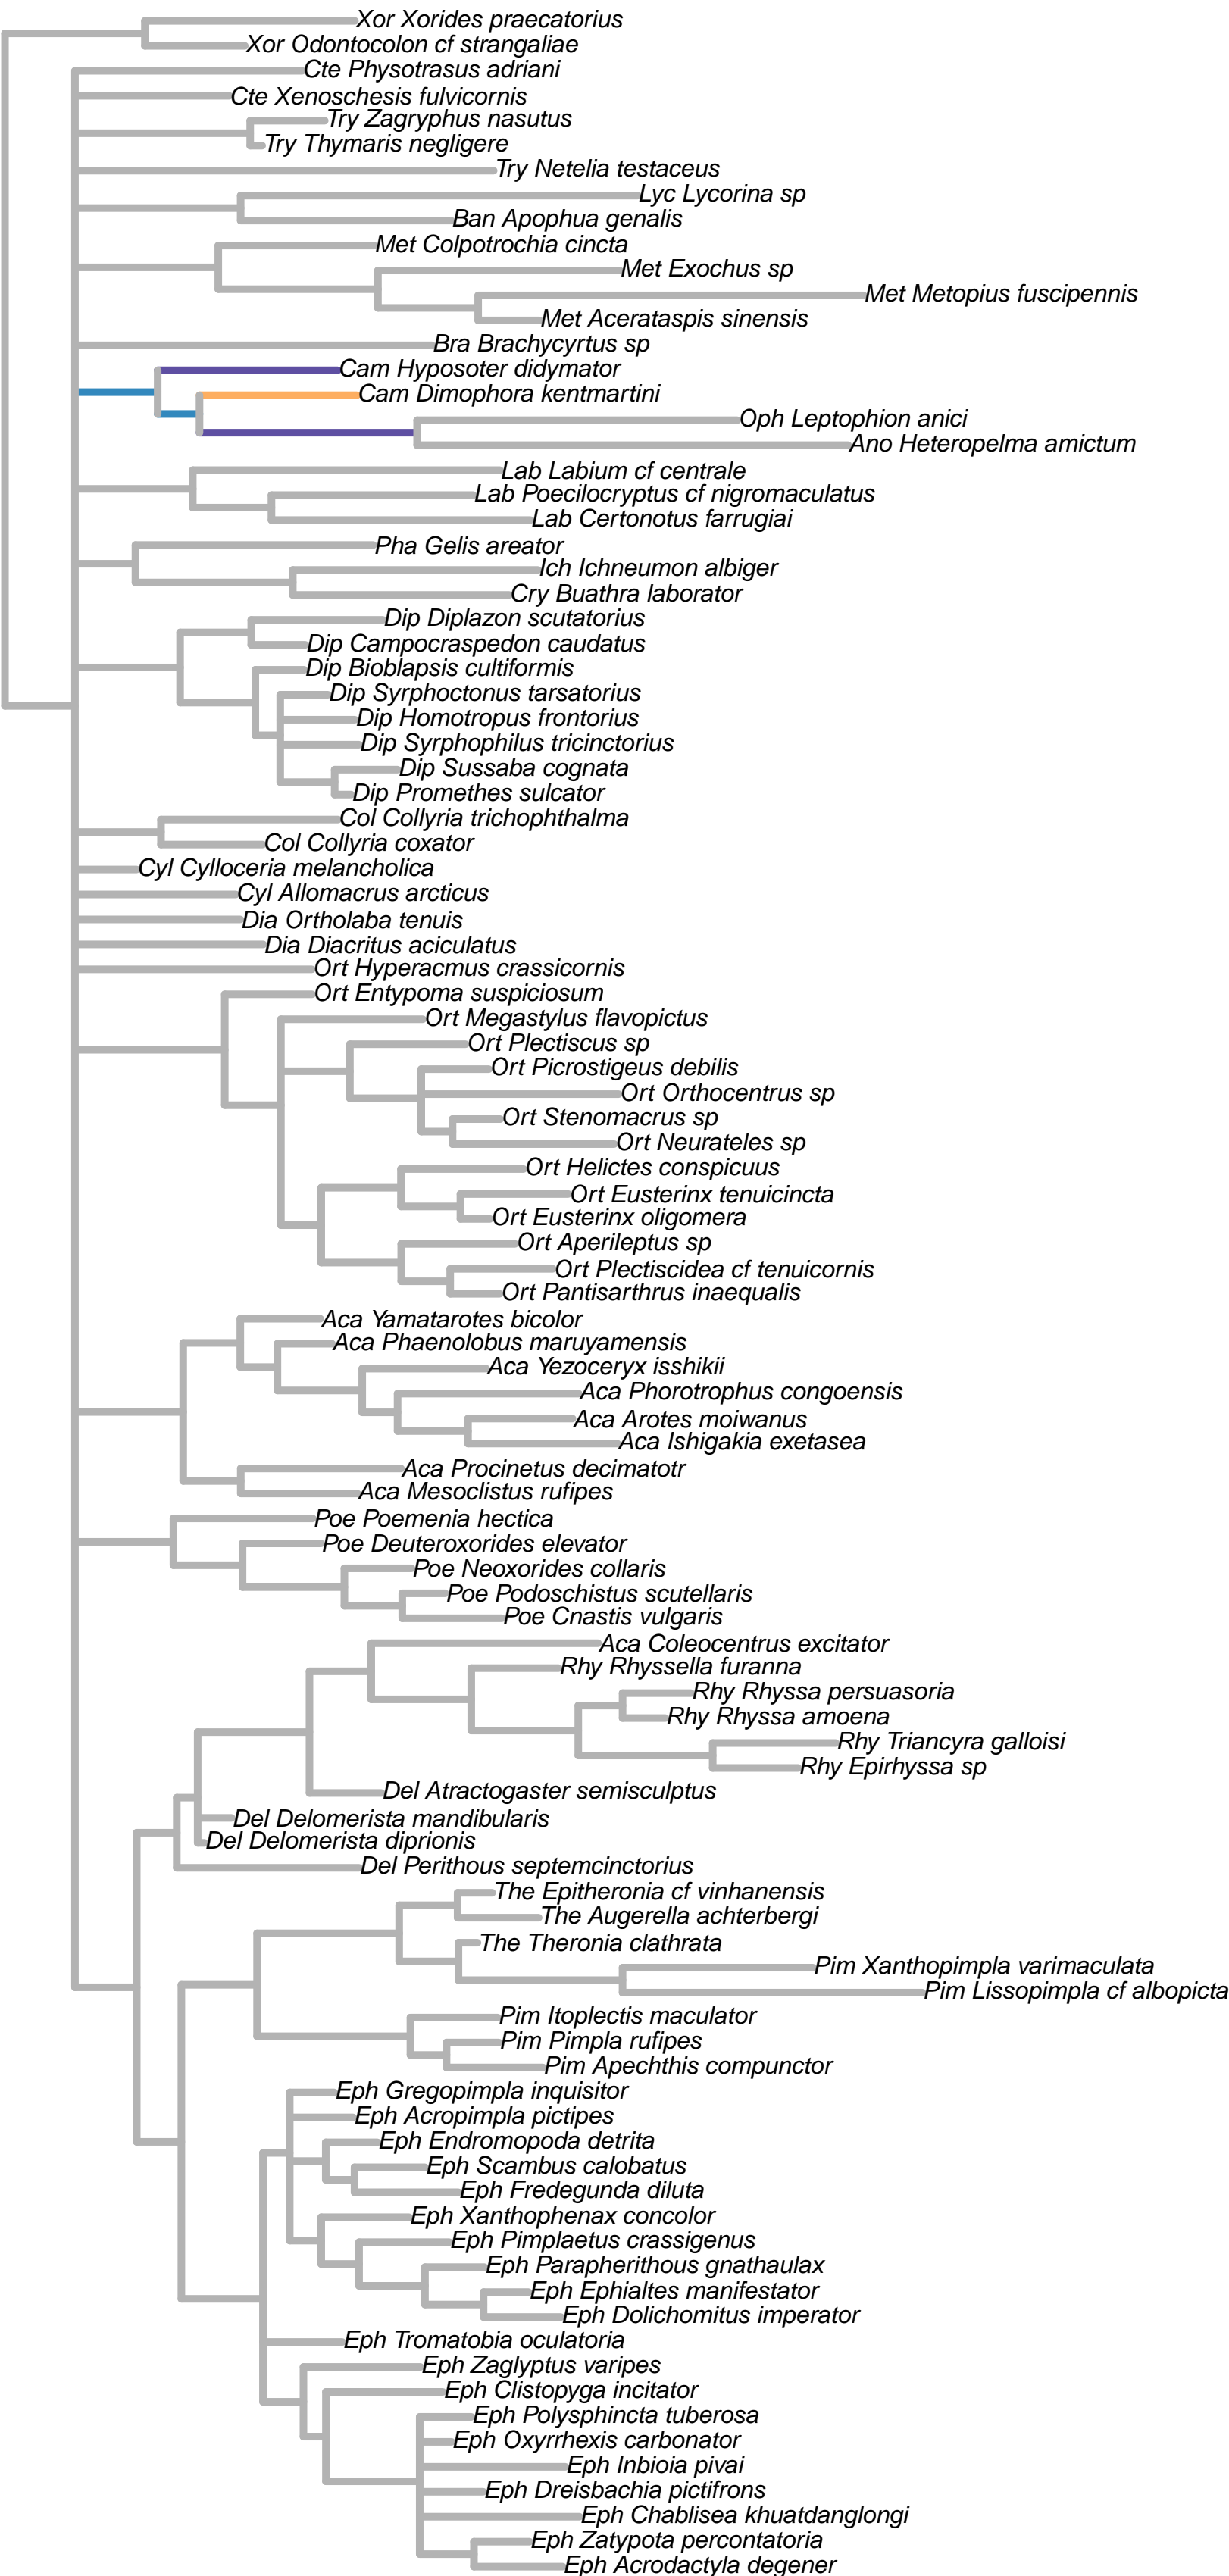 Xor Xorides praecatorius
Xor Odontocolon cf strangaliae
Cte Physotrasus adriani
Cte Xenoschesis fulvicornis
Try Zagryphus nasutus
Try Thymaris negligere
Try Netelia testaceus
Lyc Lycorina sp
Ban Apophua genalis
Met Colpotrochia cincta
Met Exochus sp
Met Metopius fuscipennis
Met Acerataspis sinensis
Bra Brachycyrtus sp
Cam Hyposoter didymator
Cam Dimophora kentmartini
Oph Leptophion anici
Ano Heteropelma amictum
Lab Labium cf centrale
Lab Poecilocryptus cf nigromaculatus
Lab Certonotus farrugiai
Pha Gelis areator
Ich Ichneumon albiger
Cry Buathra laborator
Dip Diplazon scutatorius
Dip Campocraspedon caudatus
Dip Bioblapsis cultiformis
Dip Syrphoctonus tarsatorius
Dip Homotropus frontorius
Dip Syrphophilus tricinctorius
Dip Sussaba cognata
Dip Promethes sulcator
Col Collyria trichophthalma
Col Collyria coxator
Cyl Cylloceria melancholica
Cyl Allomacrus arcticus
Dia Ortholaba tenuis
Dia Diacritus aciculatus
Ort Hyperacmus crassicornis
Ort Entypoma suspiciosum
Ort Megastylus flavopictus
Ort Plectiscus sp
Ort Picrostigeus debilis
Ort Orthocentrus sp
Ort Stenomacrus sp
Ort Neurateles sp
Ort Helictes conspicuus
Ort Eusterinx tenuicincta
Ort Eusterinx oligomera
Ort Aperileptus sp
Ort Plectiscidea cf tenuicornis
Ort Pantisarthrus inaequalis
Aca Yamatarotes bicolor
Aca Phaenolobus maruyamensis
Aca Yezoceryx isshikii
Aca Phorotrophus congoensis
Aca Arotes moiwanus
Aca Ishigakia exetasea
Aca Procinetus decimatotr
Aca Mesoclistus rufipes
Poe Poemenia hectica
Poe Deuteroxorides elevator
Poe Neoxorides collaris
Poe Podoschistus scutellaris
Poe Cnastis vulgaris
Aca Coleocentrus excitator
Rhy Rhyssella furanna
Rhy Rhyssa persuasoria
Rhy Rhyssa amoena
Rhy Triancyra galloisi
Rhy Epirhyssa sp
Del Atractogaster semisculptus
Del Delomerista mandibularis
Del Delomerista diprionis
Del Perithous septemcinctorius
The Epitheronia cf vinhanensis
The Augerella achterbergi
The Theronia clathrata
Pim Xanthopimpla varimaculata
Pim Lissopimpla cf albopicta
Pim Itoplectis maculator
Pim Pimpla rufipes
Pim Apechthis compunctor
Eph Gregopimpla inquisitor
Eph Acropimpla pictipes
Eph Endromopoda detrita
Eph Scambus calobatus
Eph Fredegunda diluta
Eph Xanthophenax concolor
Eph Pimplaetus crassigenus
Eph Parapherithous gnathaulax
Eph Ephialtes manifestator
Eph Dolichomitus imperator
Eph Tromatobia oculatoria
Eph Zaglyptus varipes
Eph Clistopyga incitator
Eph Polysphincta tuberosa
Eph Oxyrrhexis carbonator
Eph Inbioia pivai
Eph Dreisbachia pictifrons
Eph Chablisea khuatdanglongi
Eph Zatypota percontatoria
Eph Acrodactyla degener